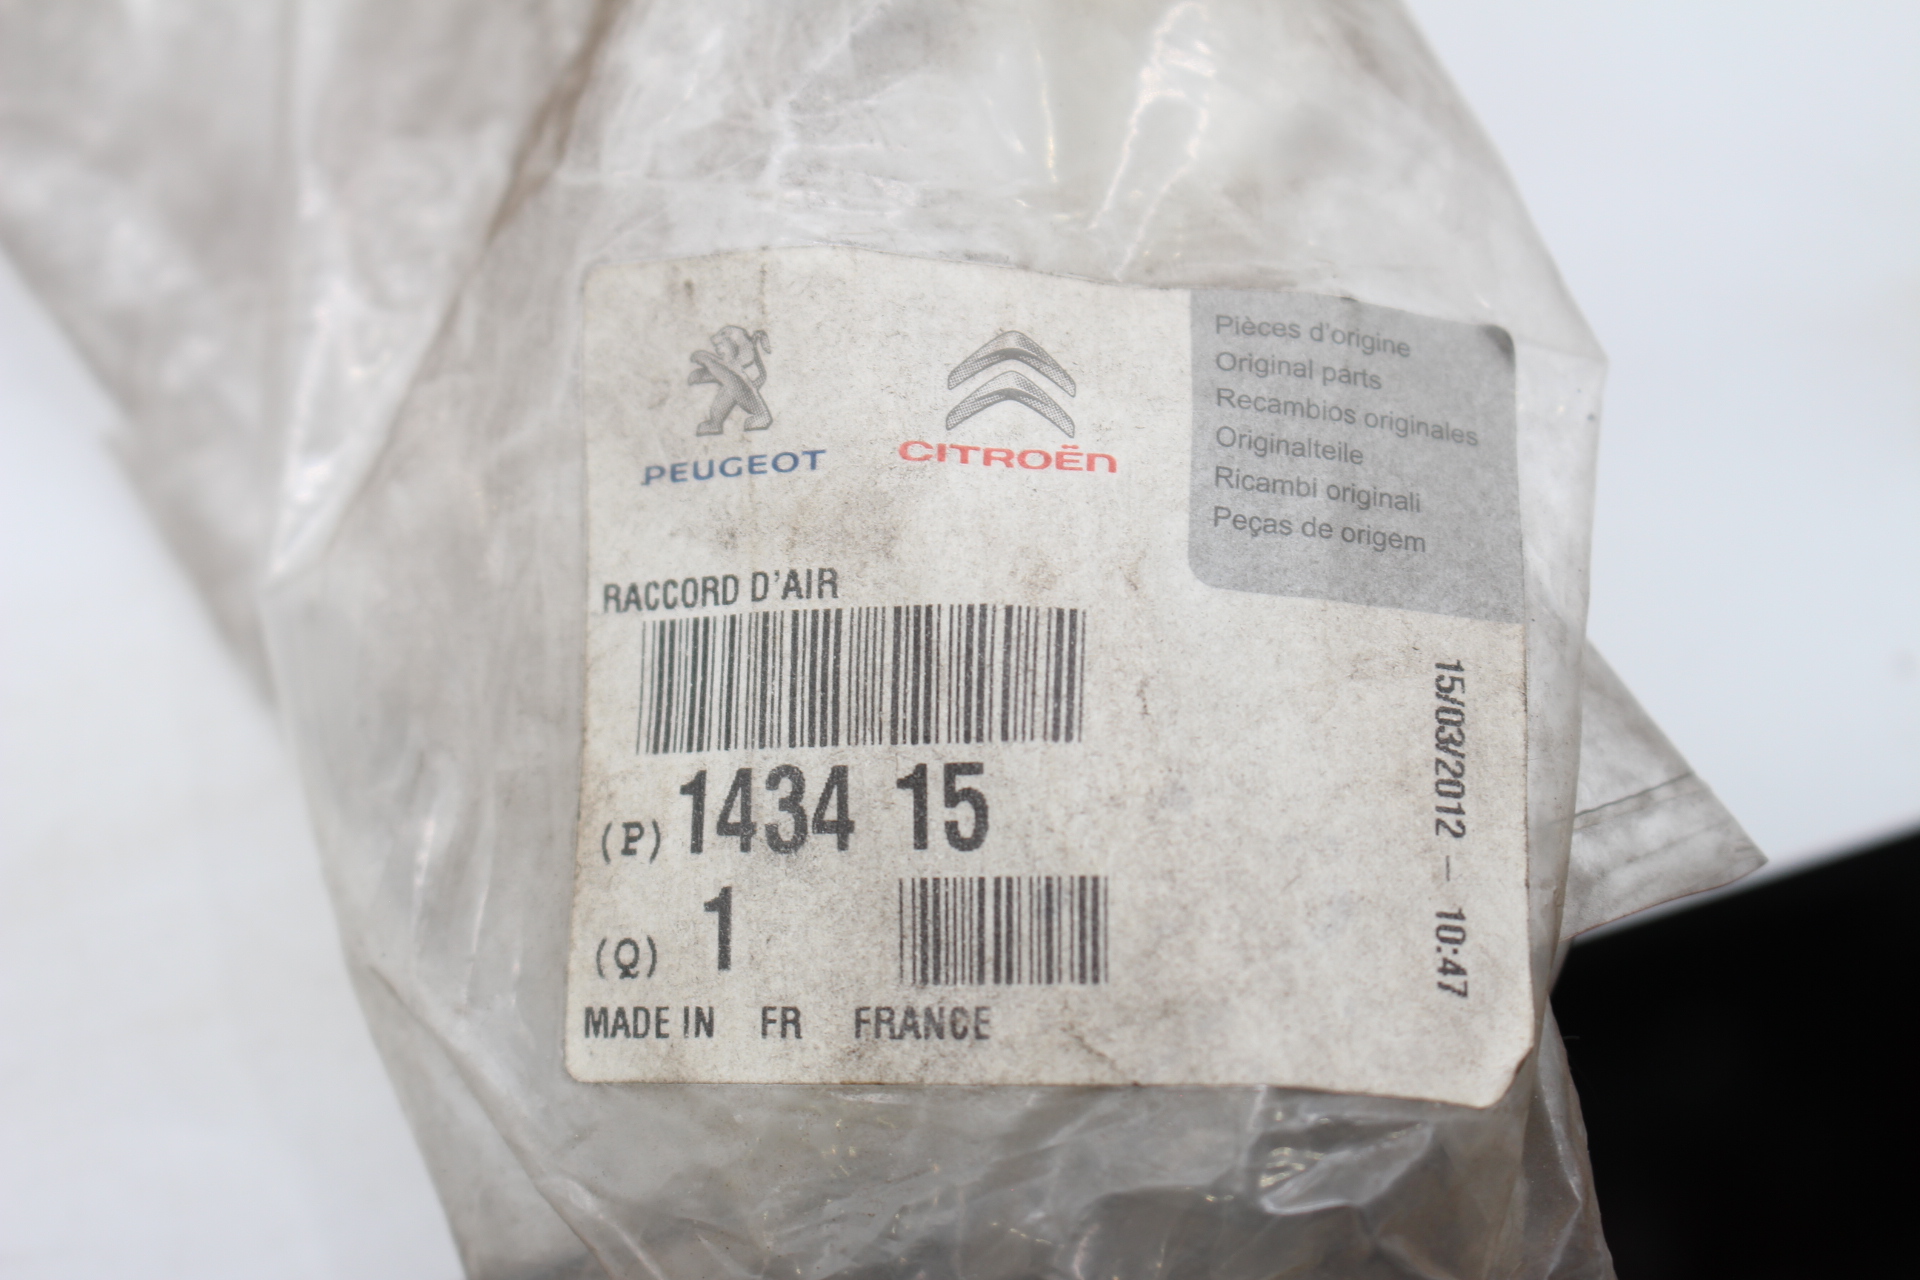 PEUGEOT
CITROËN
Pièces d'origine
Original parts
Recambios originales
Originalteile
Ricambi originali
Peças de origem
RACCORD D'AIR
(P) 1434 15
(Q) 1
MADE IN FR FRANCE
15/03/2012 - 10:47